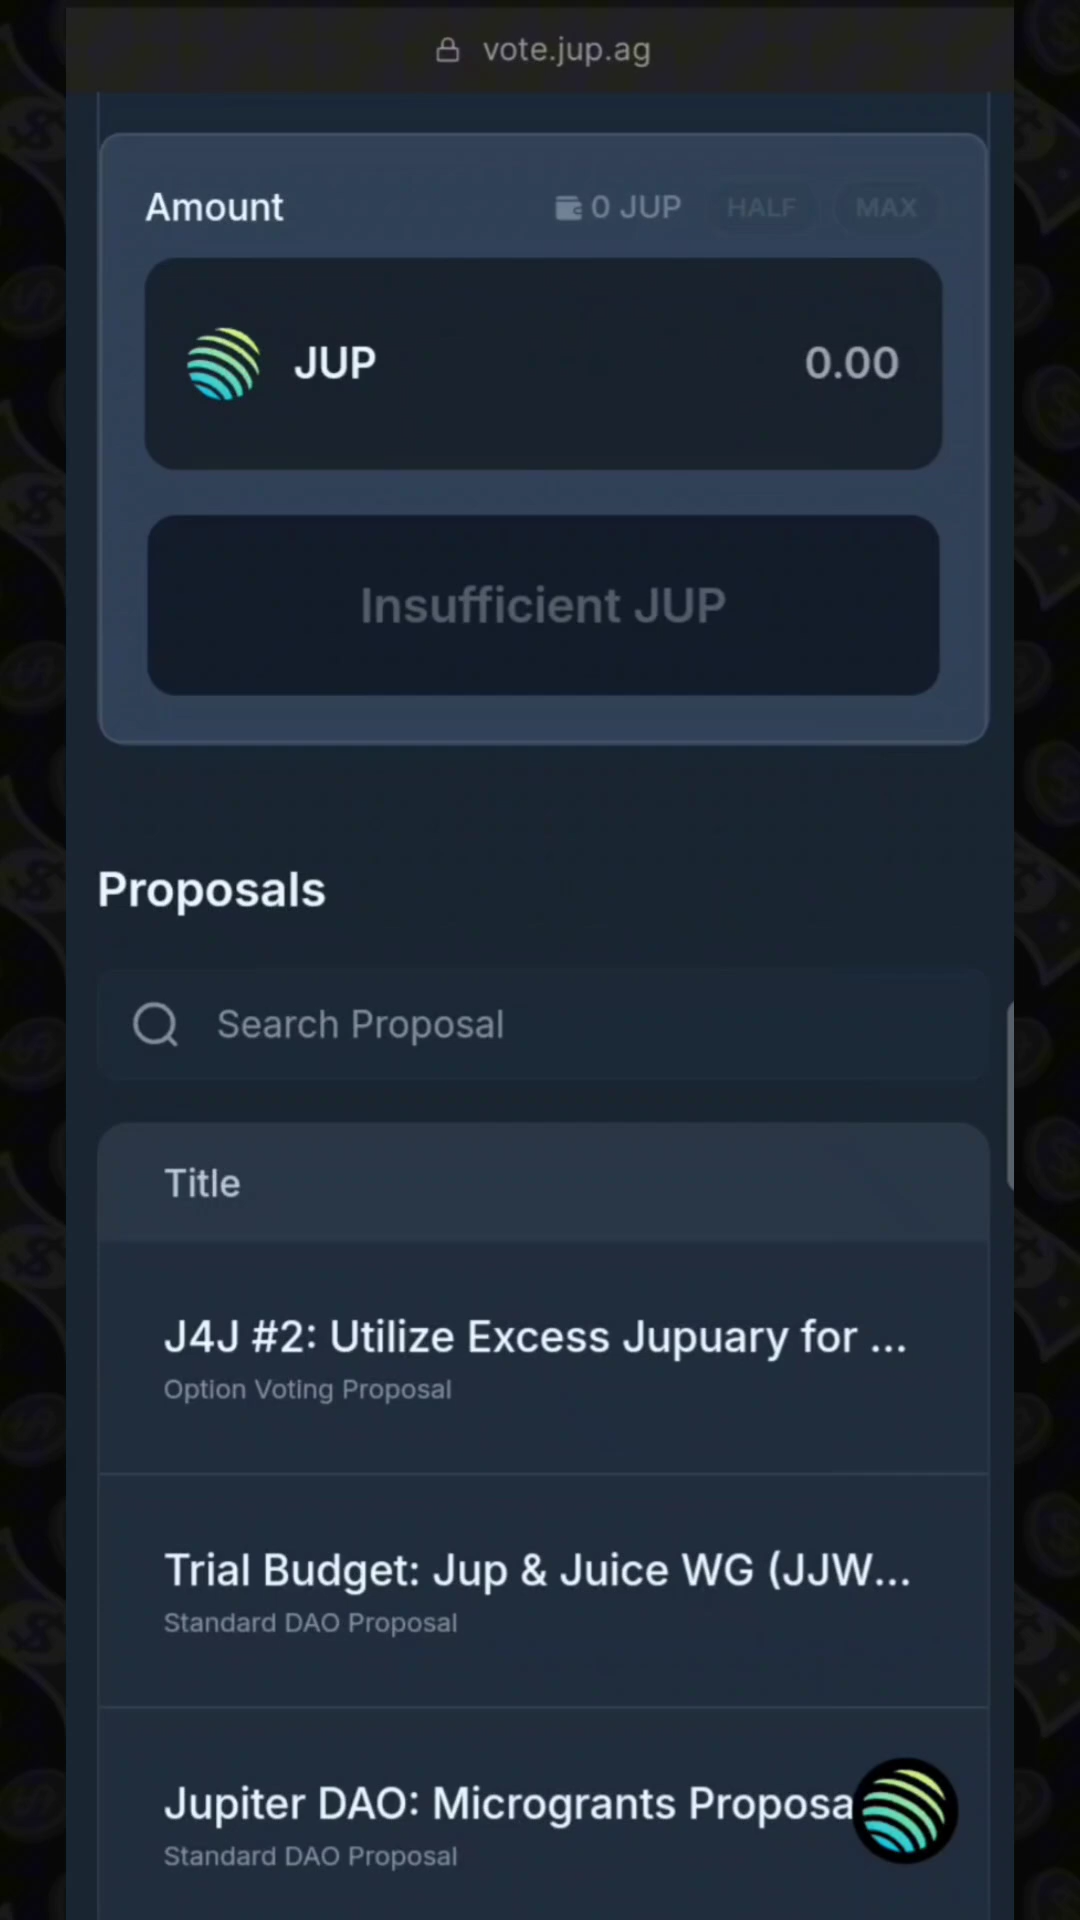 vote.jup.ag
Amount
0 JUP
HALF
MAX
JUP
0.00
Insufficient JUP
Proposals
Search Proposal
Title
J4J #2: Utilize Excess Jupuary for ...
Option Voting Proposal
Trial Budget: Jup & Juice WG (JJW...
Standard DAO Proposal
Jupiter DAO: Microgrants Proposa
Standard DAO Proposal